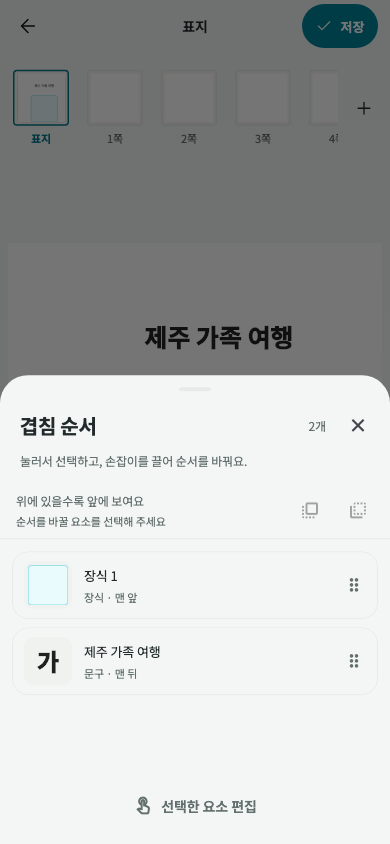 표지
저장
표지
1쪽
2쪽
3쪽
제주 가족 여행
겹침 순서
2개
눌러서 선택하고, 손잡이를 끌어 순서를 바꿔요.
위에 있을수록 앞에 보여요
순서를 바꿀 요소를 선택해 주세요
장식 1
장식 · 맨 앞
가
제주 가족 여행
문구 · 맨 뒤
선택한 요소 편집